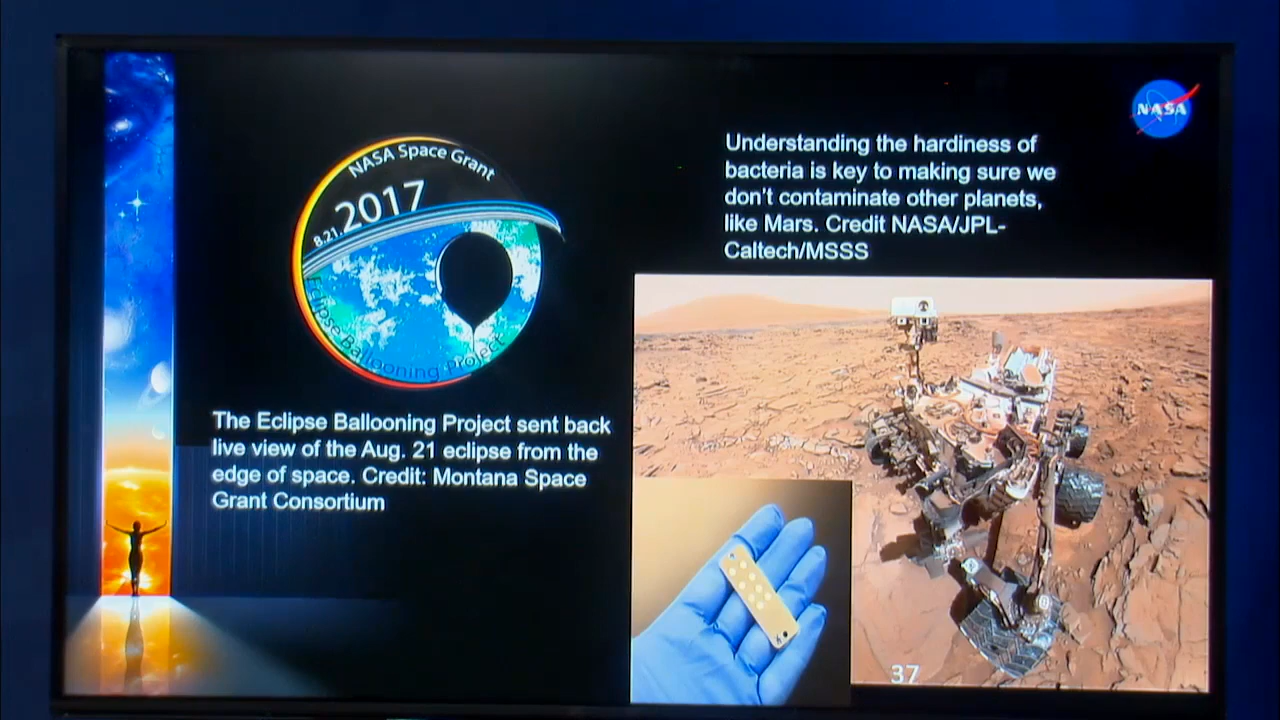 NASA Space Grant
8.21.2017
Eclipse Ballooning Project
The Eclipse Ballooning Project sent back
live view of the Aug. 21 eclipse from the
edge of space. Credit: Montana Space
Grant Consortium
NASA
Understanding the hardiness of
bacteria is key to making sure we
don't contaminate other planets,
like Mars. Credit NASA/JPL-
Caltech/MSSS
37